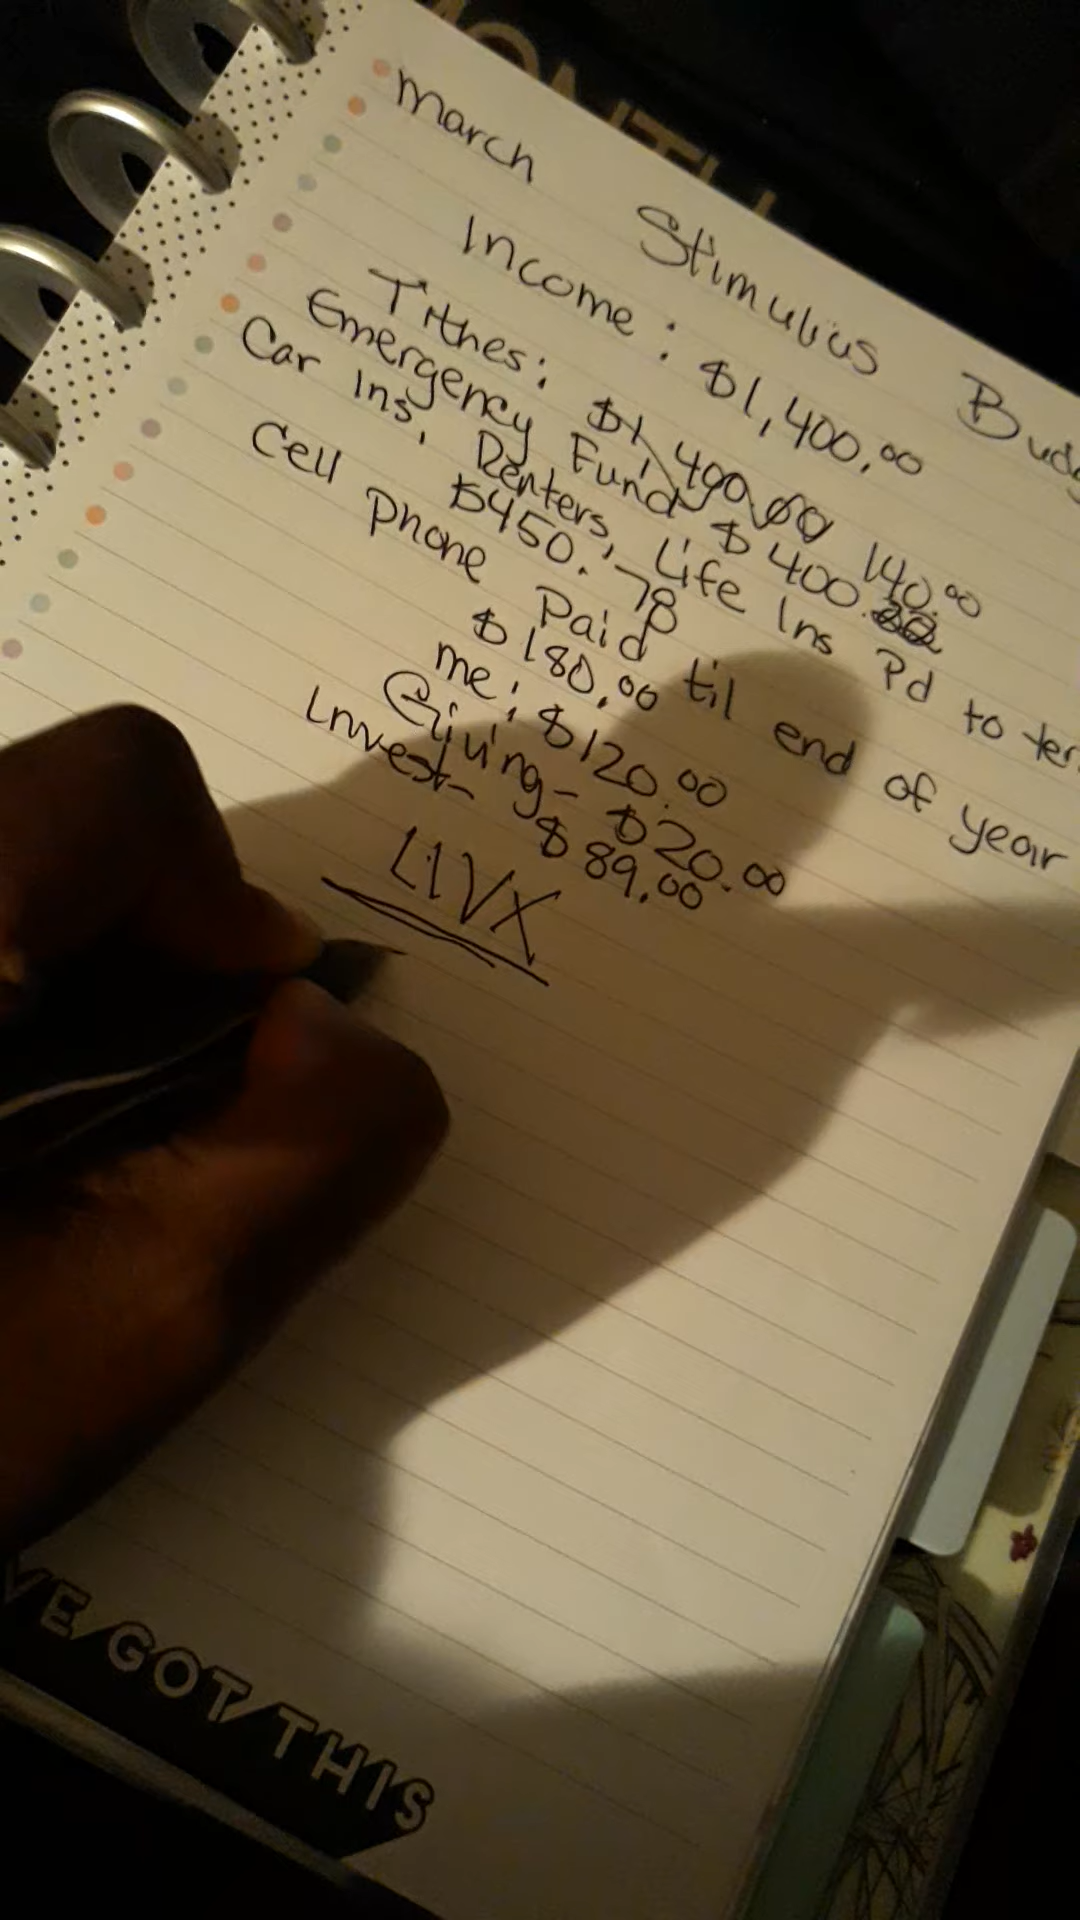 March Stimulus Budg
Income: $1,400.00
Tithes: $1,400.00 140.00
Emergency Fund $400.00
Car Ins, Renters, Life Ins Pd to ter
$450.78
Cell Phone Paid til end of year
$180.00
me: $120.00
Giving- $20.00
Invest- $89.00
LIVX
VE GOT THIS